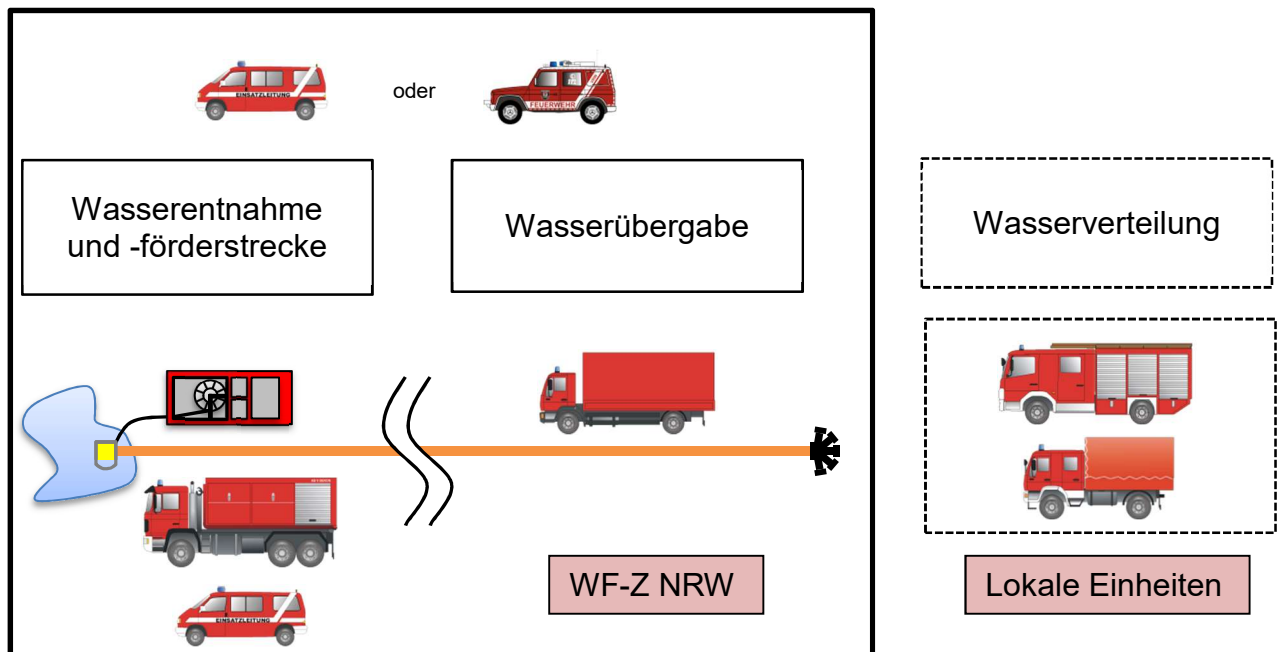 EINSATZLEITUNG
oder
FEUERWEHR
Wasserentnahme
und -förderstrecke
Wasserübergabe
Wasserverteilung
EINSATZLEITUNG
WF-Z NRW
Lokale Einheiten